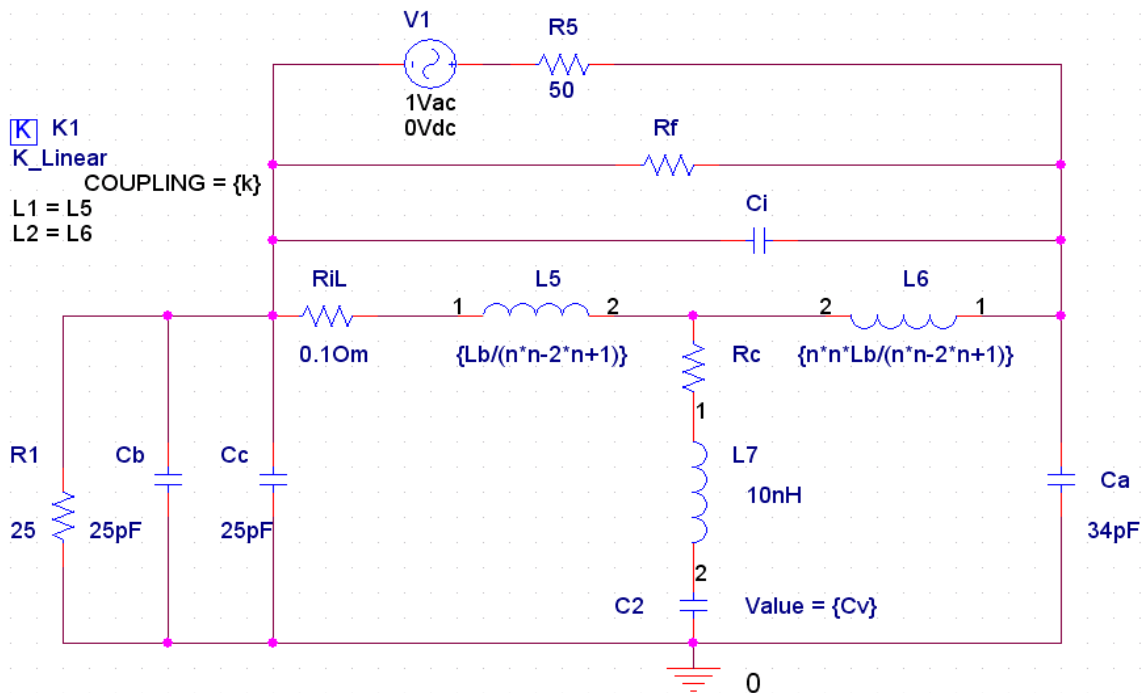 V1
R5
- +
50
1Vac
0Vdc
K K1
K_Linear
COUPLING = {k}
L1 = L5
L2 = L6
Rf
Ci
RiL
L5
L6
1
2
2
1
0.1Om
{Lb/(n*n-2*n+1)}
Rc
{n*n*Lb/(n*n-2*n+1)}
1
R1
Cb
Cc
L7
Ca
10nH
25
25pF
25pF
34pF
2
C2
Value = {Cv}
0